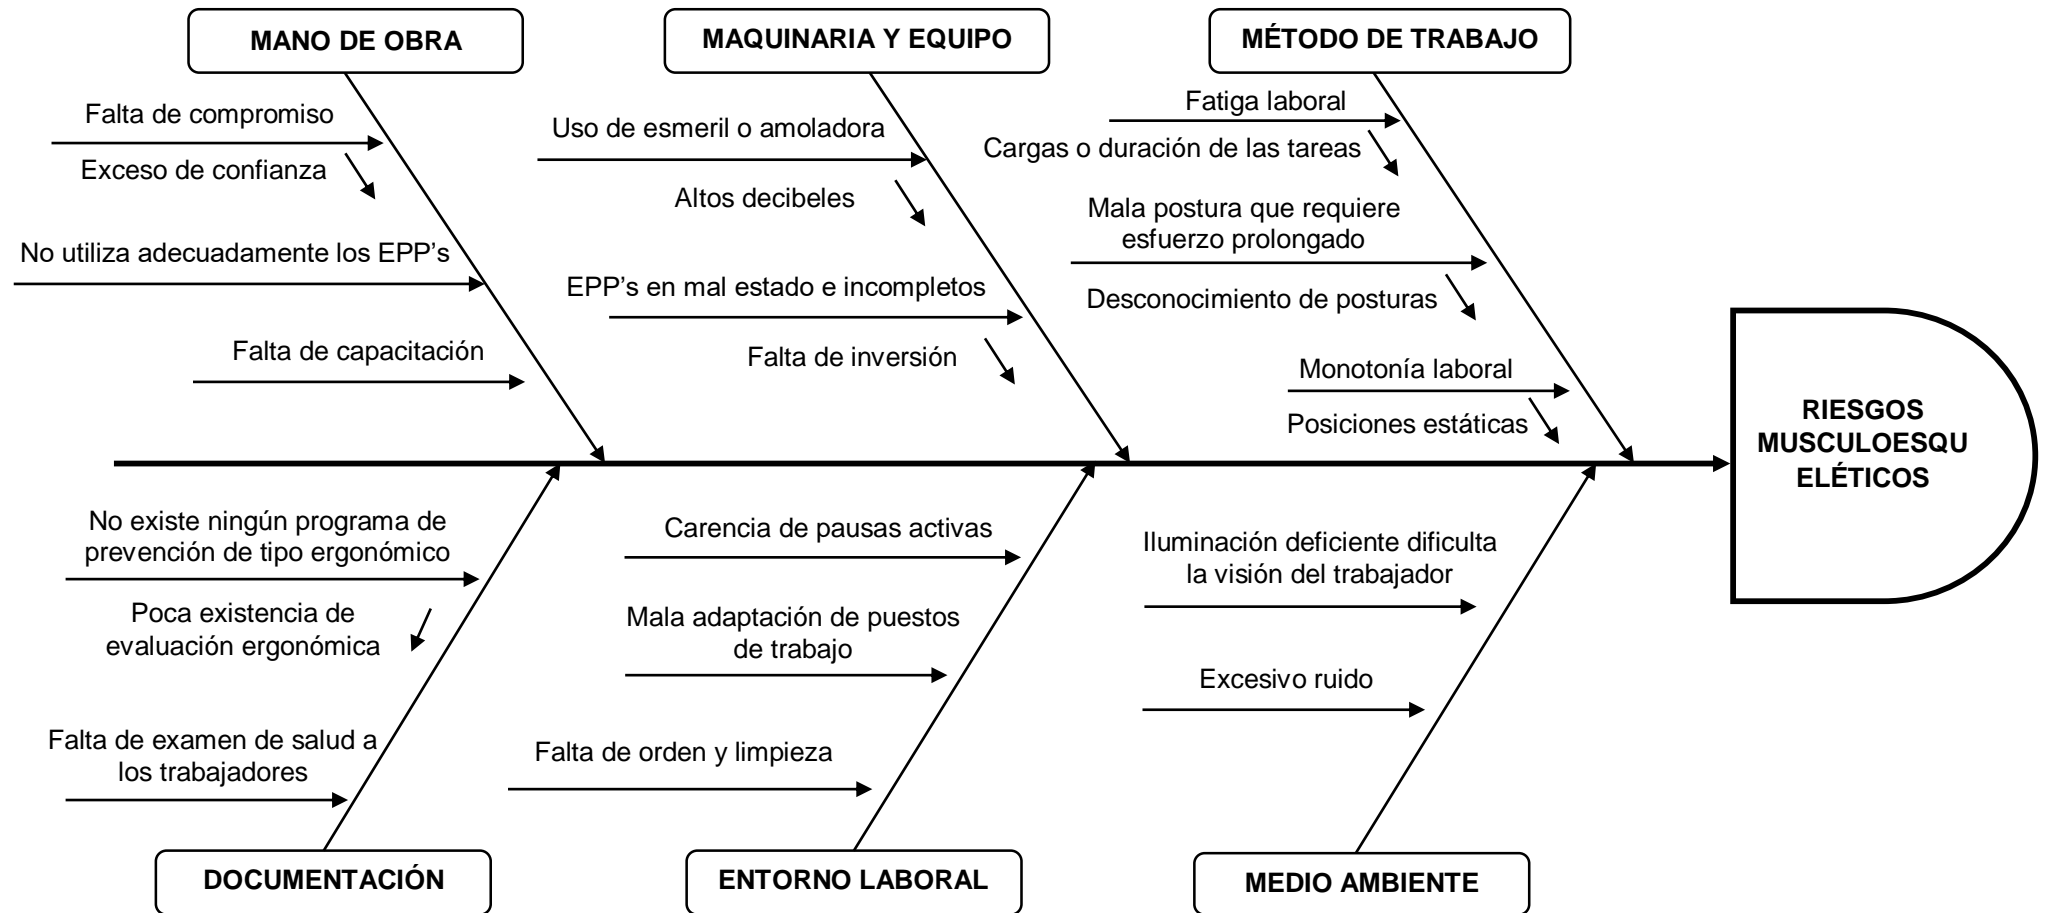 MANO DE OBRA
MAQUINARIA Y EQUIPO
MÉTODO DE TRABAJO
Falta de compromiso
Exceso de confianza
No utiliza adecuadamente los EPP’s
Falta de capacitación
Uso de esmeril o amoladora
Altos decibeles
EPP’s en mal estado e incompletos
Falta de inversión
Fatiga laboral
Cargas o duración de las tareas
Mala postura que requiere
esfuerzo prolongado
Desconocimiento de posturas
Monotonía laboral
Posiciones estáticas
RIESGOS
MUSCULOESQU
ELÉTICOS
No existe ningún programa de
prevención de tipo ergonómico
Poca existencia de
evaluación ergonómica
Falta de examen de salud a
los trabajadores
Carencia de pausas activas
Mala adaptación de puestos
de trabajo
Falta de orden y limpieza
Iluminación deficiente dificulta
la visión del trabajador
Excesivo ruido
DOCUMENTACIÓN
ENTORNO LABORAL
MEDIO AMBIENTE